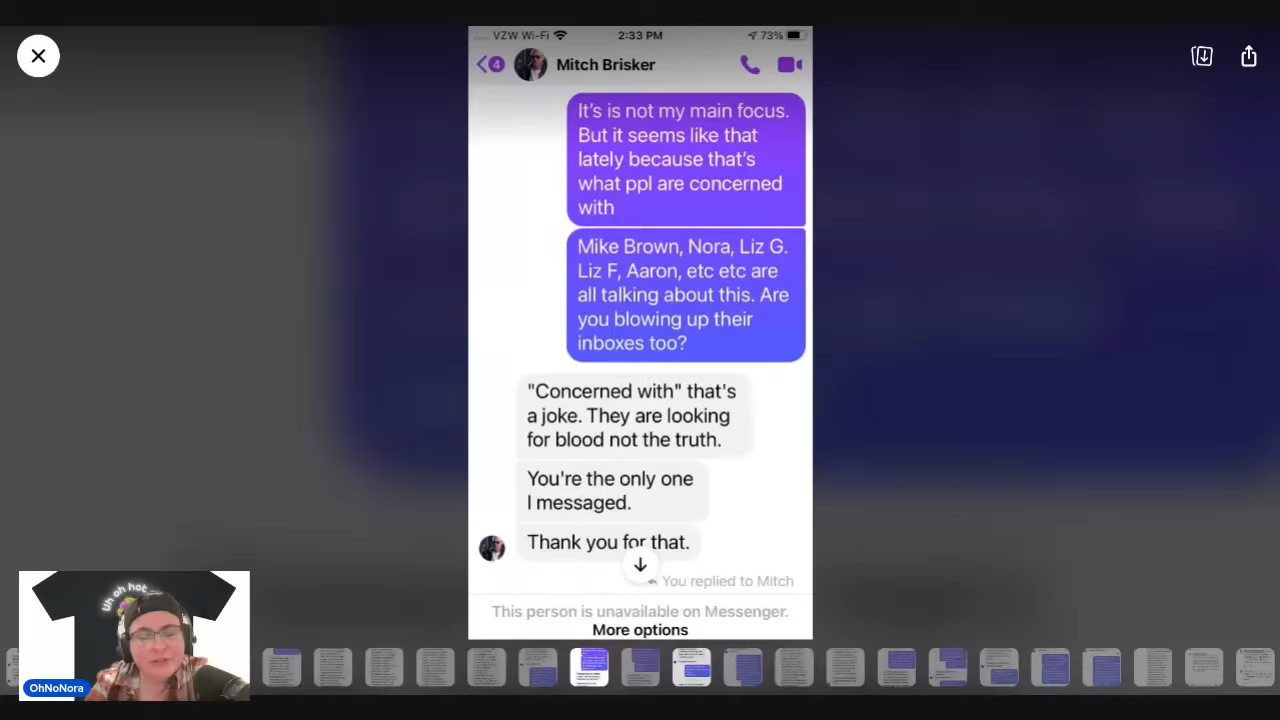 VZW Wi-Fi 2:33 PM 73%
4 Mitch Brisker
It's is not my main focus.
But it seems like that
lately because that's
what ppl are concerned
with
Mike Brown, Nora, Liz G.
Liz F, Aaron, etc etc are
all talking about this. Are
you blowing up their
inboxes too?
"Concerned with" that's
a joke. They are looking
for blood not the truth.
You're the only one
I messaged.
Thank you for that.
You replied to Mitch
This person is unavailable on Messenger.
More options
Uh oh hot
OhNoNora